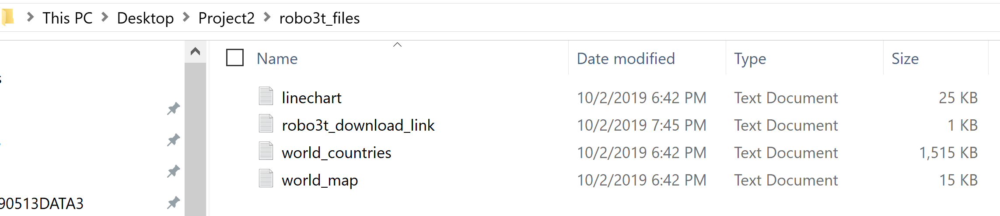 This PC > Desktop > Project2 > robo3t_files
Name Date modified Type Size
s
linechart 10/2/2019 6:42 PM Text Document 25 KB
robo3t_download_link 10/2/2019 7:45 PM Text Document 1 KB
world_countries 10/2/2019 6:42 PM Text Document 1,515 KB
world_map 10/2/2019 6:42 PM Text Document 15 KB
90513DATA3